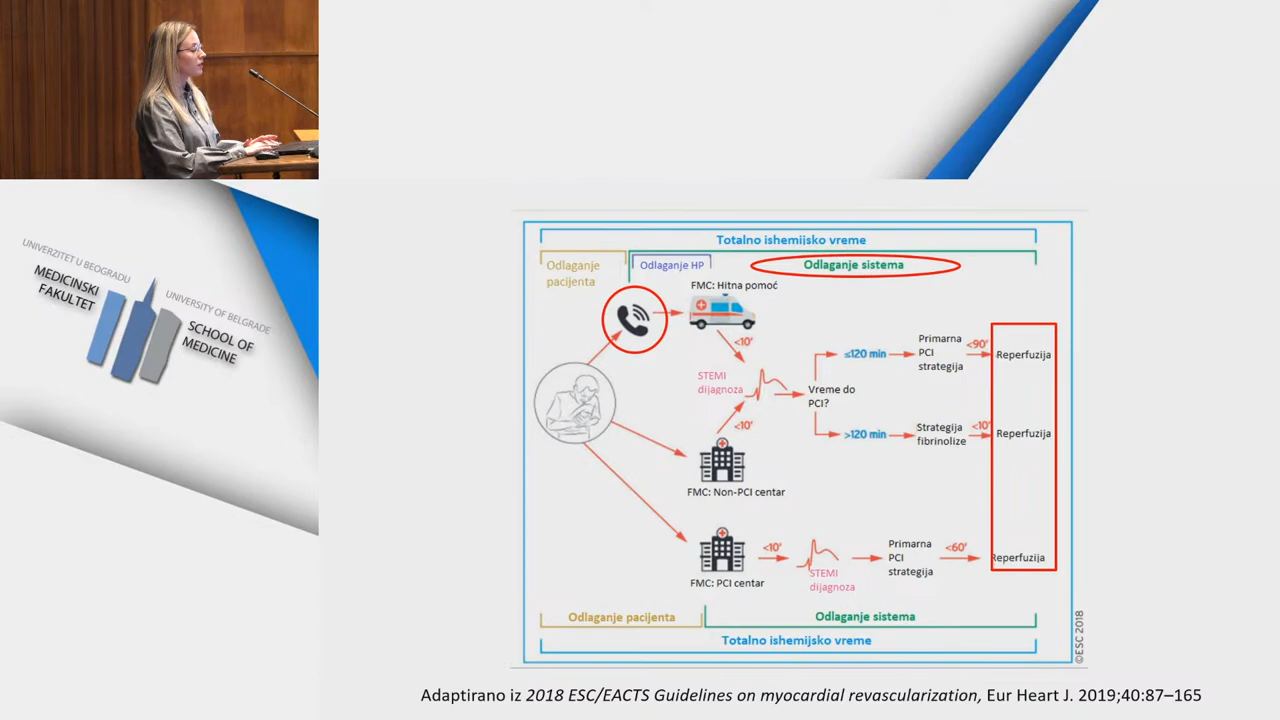 UNIVERZITET U BEOGRADU
MEDICINSKI
FAKULTET
UNIVERSITY OF BELGRADE
SCHOOL OF
MEDICINE
Totalno ishemijsko vreme
Odlaganje
pacijenta
Odlaganje HP
Odlaganje sistema
FMC: Hitna pomoć
<10'
STEMI
dijagnoza
<10'
Vreme do
PCI?
≤120 min
Primarna
PCI
strategija
<90'
Reperfuzija
>120 min
Strategija
fibrinolize
<10'
Reperfuzija
FMC: Non-PCI centar
FMC: PCI centar
<10'
STEMI
dijagnoza
Primarna
PCI
strategija
<60'
Reperfuzija
Odlaganje pacijenta
Odlaganje sistema
Totalno ishemijsko vreme
©ESC 2018
Adaptirano iz 2018 ESC/EACTS Guidelines on myocardial revascularization, Eur Heart J. 2019;40:87–165